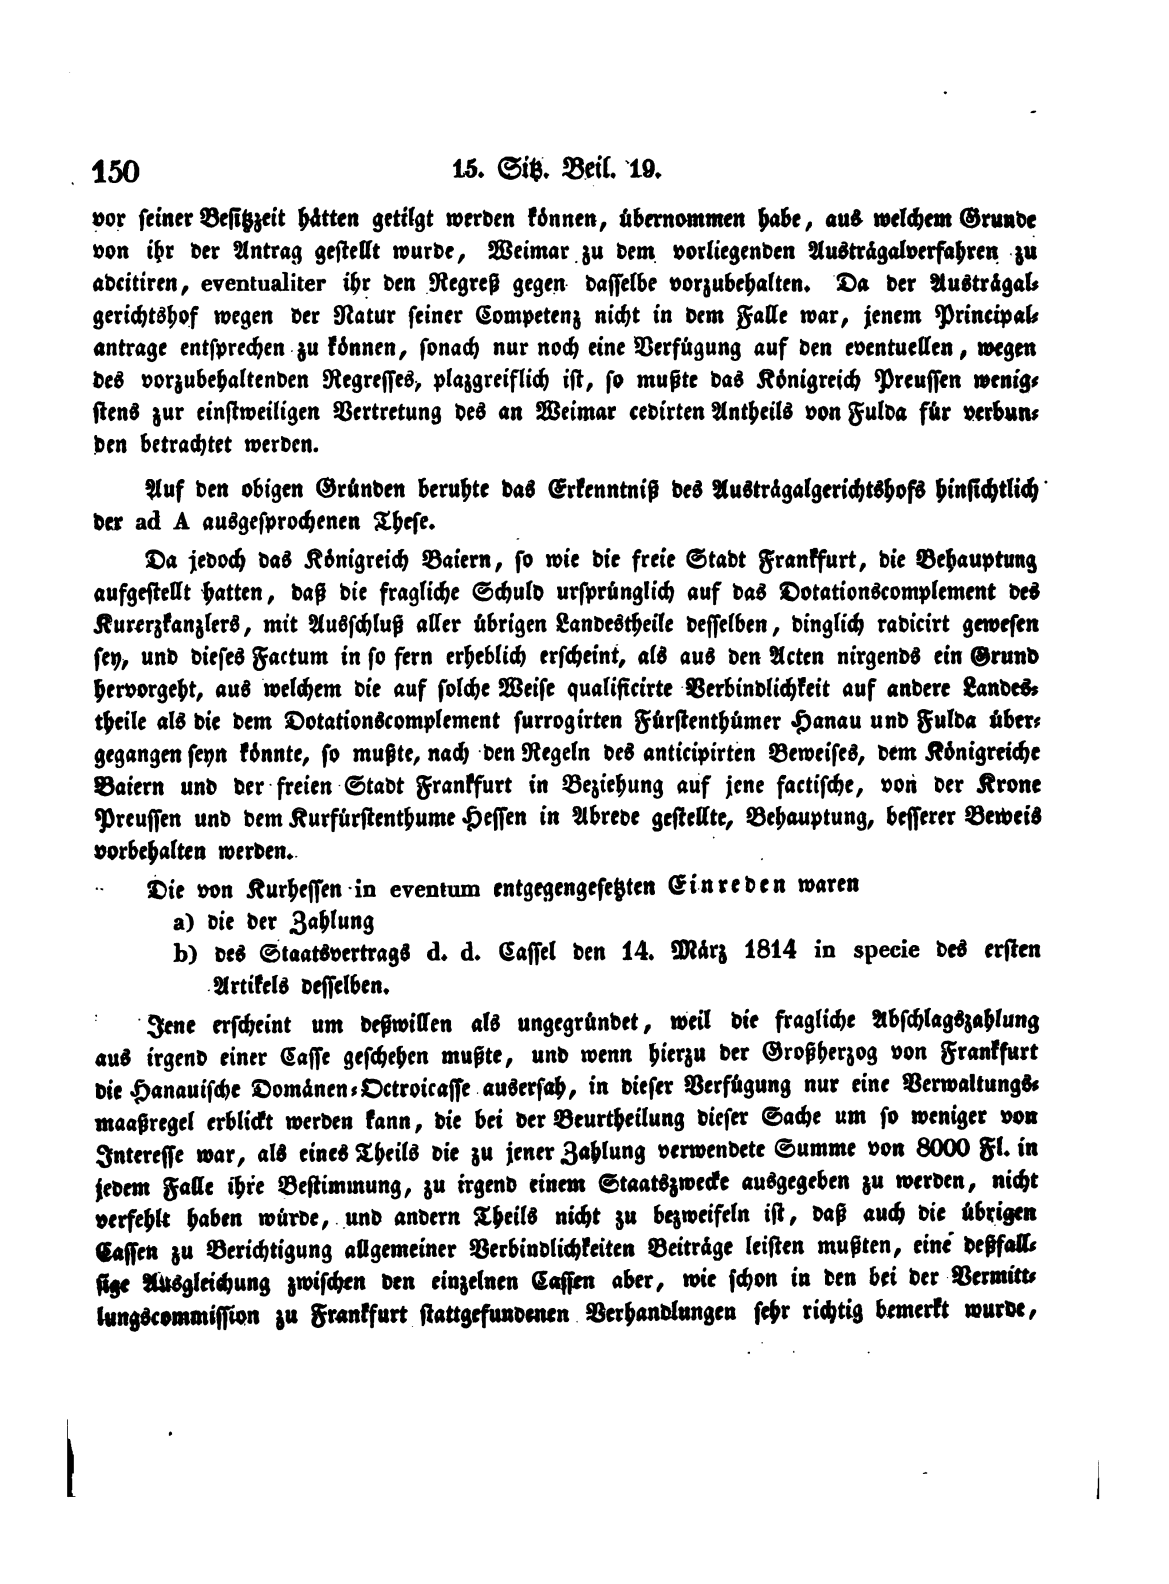 150 15. Sitz. Beil. 19.
vor seiner Besitzzeit hätten getilgt werden können, übernommen habe, aus welchem Grunde
von ihr der Antrag gestellt wurde, Weimar zu dem vorliegenden Austrägalverfahren zu
adcitiren, eventualiter ihr den Regreß gegen dasselbe vorzubehalten. Da der Austrägal-
gerichtshof wegen der Natur seiner Competenz nicht in dem Falle war, jenem Principal-
antrage entsprechen zu können, sonach nur noch eine Verfügung auf den eventuellen, wegen
des vorzubehaltenden Regresses, plazgreiflich ist, so mußte das Königreich Preussen wenig-
stens zur einstweiligen Vertretung des an Weimar cedirten Antheils von Fulda für verbun-
den betrachtet werden.
Auf den obigen Gründen beruhte das Erkenntniß des Austrägalgerichtshofs hinsichtlich
der ad A ausgesprochenen These.
Da jedoch das Königreich Baiern, so wie die freie Stadt Frankfurt, die Behauptung
aufgestellt hatten, daß die fragliche Schuld ursprünglich auf das Dotationscomplement des
Kurerzkanzlers, mit Ausschluß aller übrigen Landestheile desselben, dinglich radicirt gewesen
sey, und dieses Factum in so fern erheblich erscheint, als aus den Acten nirgends ein Grund
hervorgeht, aus welchem die auf solche Weise qualificirte Verbindlichkeit auf andere Landes-
theile als die dem Dotationscomplement surrogirten Fürstenthümer Hanau und Fulda über-
gegangen seyn könnte, so mußte, nach den Regeln des anticipirten Beweises, dem Königreiche
Baiern und der freien Stadt Frankfurt in Beziehung auf jene factische, von der Krone
Preussen und dem Kurfürstenthume Hessen in Abrede gestellte, Behauptung, besserer Beweis
vorbehalten werden.
Die von Kurhessen in eventum entgegengesetzten Einreden waren
a) die der Zahlung
b) des Staatsvertrags d. d. Cassel den 14. März 1814 in specie des ersten
Artikels desselben.
Jene erscheint um deßwillen als ungegründet, weil die fragliche Abschlagszahlung
aus irgend einer Casse geschehen mußte, und wenn hierzu der Großherzog von Frankfurt
die Hanauische Domänen-Octroicasse ausersah, in dieser Verfügung nur eine Verwaltungs-
maaßregel erblickt werden kann, die bei der Beurtheilung dieser Sache um so weniger von
Interesse war, als eines Theils die zu jener Zahlung verwendete Summe von 8000 Fl. in
jedem Falle ihre Bestimmung, zu irgend einem Staatszwecke ausgegeben zu werden, nicht
verfehlt haben würde, und andern Theils nicht zu bezweifeln ist, daß auch die übrigen
Cassen zu Berichtigung allgemeiner Verbindlichkeiten Beiträge leisten mußten, eine deßfall-
sige Ausgleichung zwischen den einzelnen Cassen aber, wie schon in den bei der Vermitt-
lungscommission zu Frankfurt stattgefundenen Verhandlungen sehr richtig bemerkt wurde,